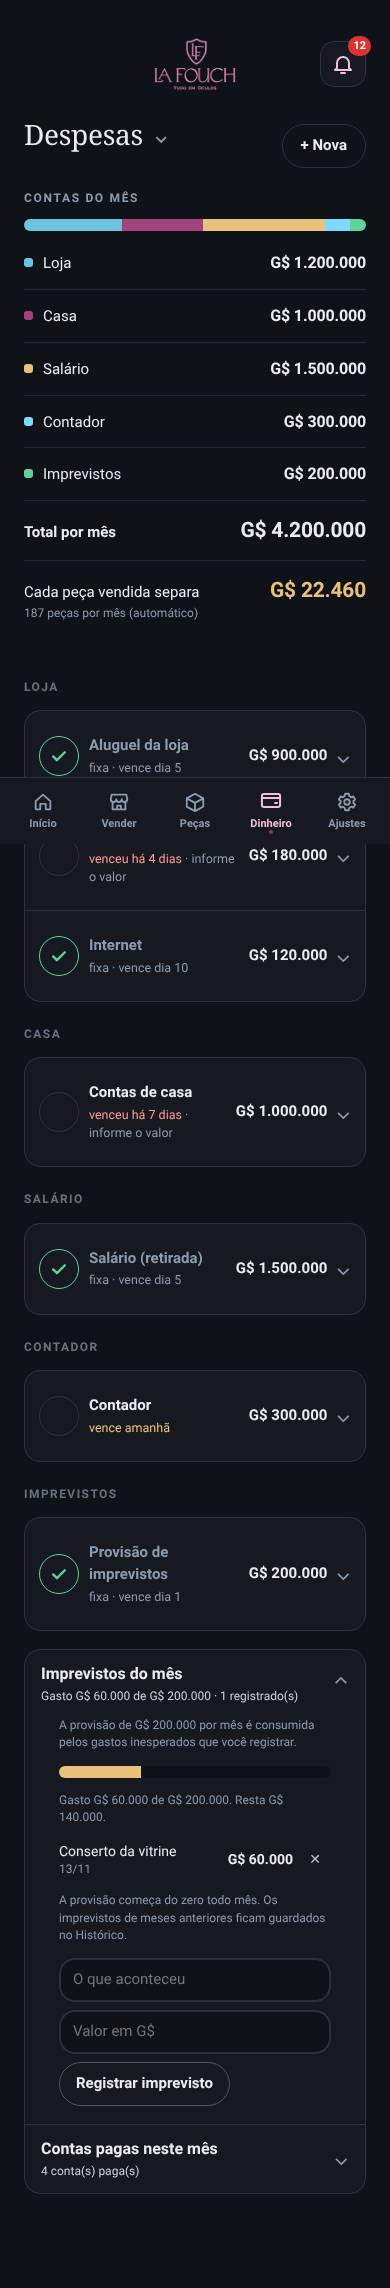 LF
LA FOUCH
TUDO EM ÓCULOS
12
Despesas
+ Nova
CONTAS DO MÊS
Loja G$ 1.200.000
Casa G$ 1.000.000
Salário G$ 1.500.000
Contador G$ 300.000
Imprevistos G$ 200.000
Total por mês G$ 4.200.000
Cada peça vendida separa G$ 22.460
187 peças por mês (automático)
LOJA
Aluguel da loja G$ 900.000
fixa · vence dia 5
Início Vender Peças Dinheiro Ajustes
venceu há 4 dias · informe G$ 180.000
o valor
Internet G$ 120.000
fixa · vence dia 10
CASA
Contas de casa
venceu há 7 dias · G$ 1.000.000
informe o valor
SALÁRIO
Salário (retirada) G$ 1.500.000
fixa · vence dia 5
CONTADOR
Contador G$ 300.000
vence amanhã
IMPREVISTOS
Provisão de
imprevistos G$ 200.000
fixa · vence dia 1
Imprevistos do mês
Gasto G$ 60.000 de G$ 200.000 · 1 registrado(s)
A provisão de G$ 200.000 por mês é consumida
pelos gastos inesperados que você registrar.
Gasto G$ 60.000 de G$ 200.000. Resta G$
140.000.
Conserto da vitrine G$ 60.000 ×
13/11
A provisão começa do zero todo mês. Os
imprevistos de meses anteriores ficam guardados
no Histórico.
O que aconteceu
Valor em G$
Registrar imprevisto
Contas pagas neste mês
4 conta(s) paga(s)